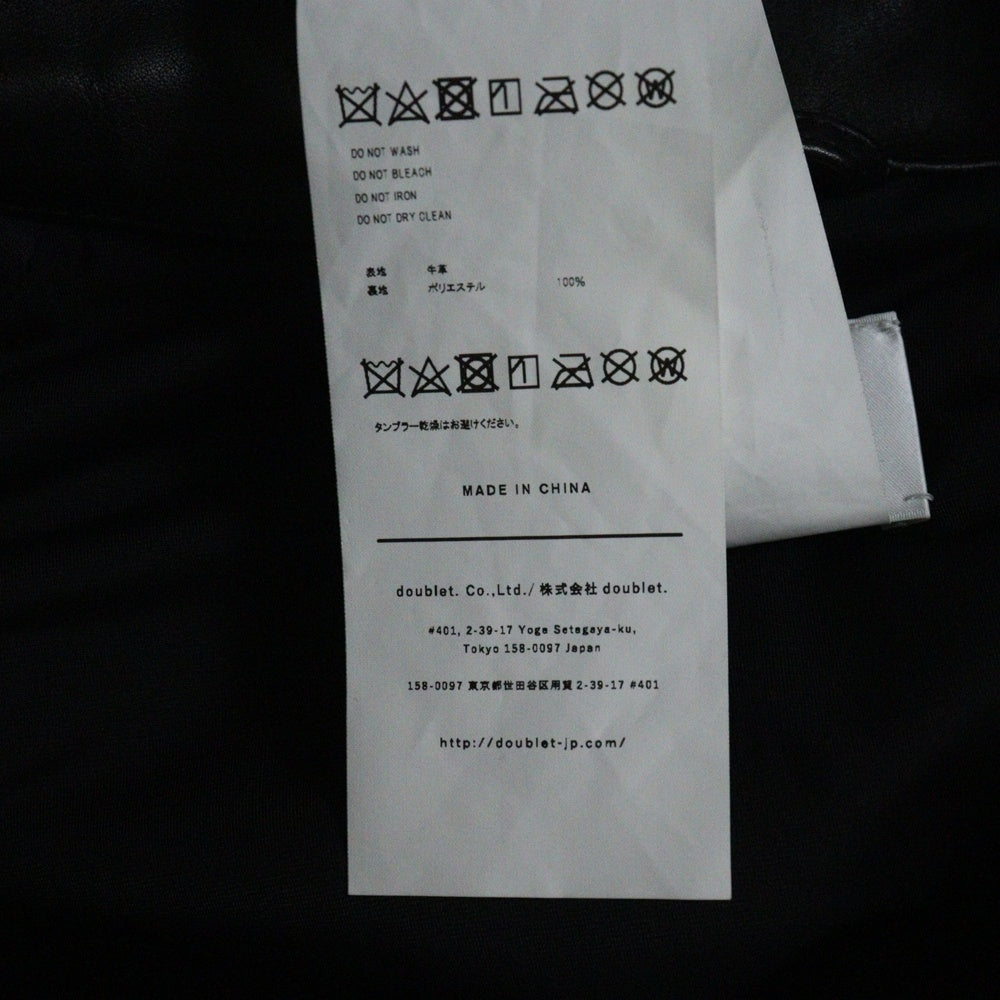 DO NOT WASH
DO NOT BLEACH
DO NOT IRON
DO NOT DRY CLEAN
表地 牛革
裏地 ポリエステル 100%
タンブラー乾燥はお避けください。
MADE IN CHINA
doublet. Co.,Ltd./ 株式会社 doublet.
#401, 2-39-17 Yoga Setagaya-ku,
Tokyo 158-0097 Japan
158-0097 東京都世田谷区用賀 2-39-17 #401
http://doublet-jp.com/